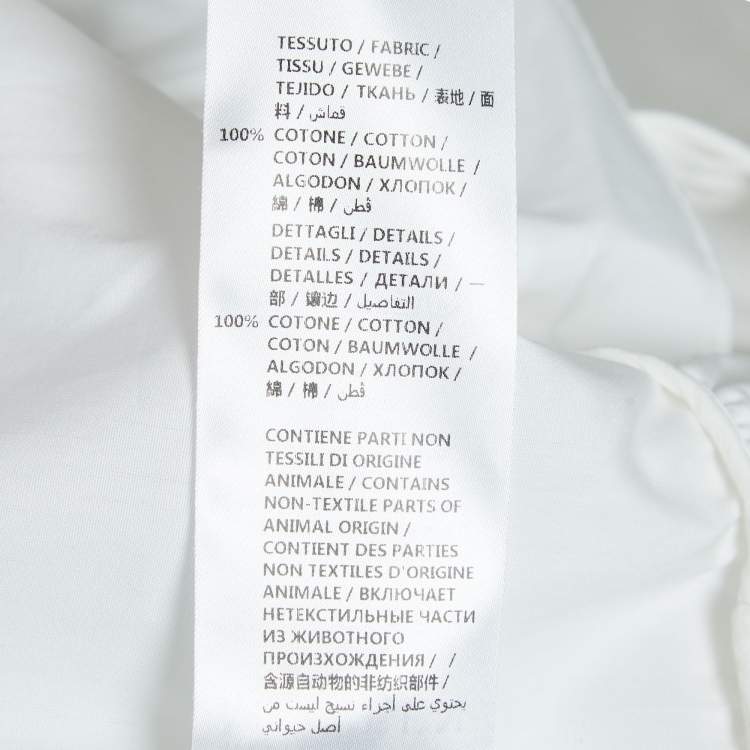 TESSUTO / FABRIC /
TISSU / GEWEBE /
TEJIDO / ТКАНЬ / 表地 / 面
料 / قماش
100% COTONE / COTTON /
COTON / BAUMWOLLE /
ALGODON / ХЛОПОК /
綿 / 棉 / قطن
DETTAGLI / DETAILS /
DETAILS / DETAILS /
DETALLES / ДЕТАЛИ / 一
部 / 镶边 / التفاصيل
100% COTONE / COTTON /
COTON / BAUMWOLLE /
ALGODON / ХЛОПОК /
綿 / 棉 / قطن
CONTIENE PARTI NON
TESSILI DI ORIGINE
ANIMALE / CONTAINS
NON-TEXTILE PARTS OF
ANIMAL ORIGIN /
CONTIENT DES PARTIES
NON TEXTILES D'ORIGINE
ANIMALE / ВКЛЮЧАЕТ
НЕТЕКСТИЛЬНЫЕ ЧАСТИ
ИЗ ЖИВОТНОГО
ПРОИЗХОЖДЕНИЯ / /
含源自动物的非纺织部件/
يحتوي على أجزاء نسيج ليست من
أصل حيواني